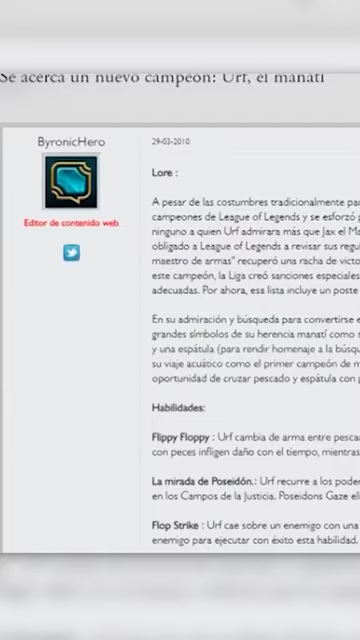 Se acerca un nuevo campeón: Urf, el manatí
ByronicHero
Editor de contenido web
29-03-2010
Lore :
A pesar de las costumbres tradicionalmente
campeones de League of Legends y se esforzó
ninguno a quien Urf admirara más que Jax el
obligado a League of Legends a revisar sus
maestro de armas" recuperó una racha de
este campeón, la Liga creó sanciones especiales
adecuadas. Por ahora, esa lista incluye un poste
En su admiración y búsqueda para convertirse
grandes símbolos de su herencia manatí como
y una espátula (para rendir homenaje a la
su viaje acuático como el primer campeón de
oportunidad de cruzar pescado y espátula con
Habilidades:
Flippy Floppy : Urf cambia de arma entre
con peces infligen daño con el tiempo, mientras
La mirada de Poseidón.: Urf recurre a los
en los Campos de la Justicia. Poseidons Gaze
Flop Strike : Urf cae sobre un enemigo con una
enemigo para ejecutar con éxito esta habilidad.